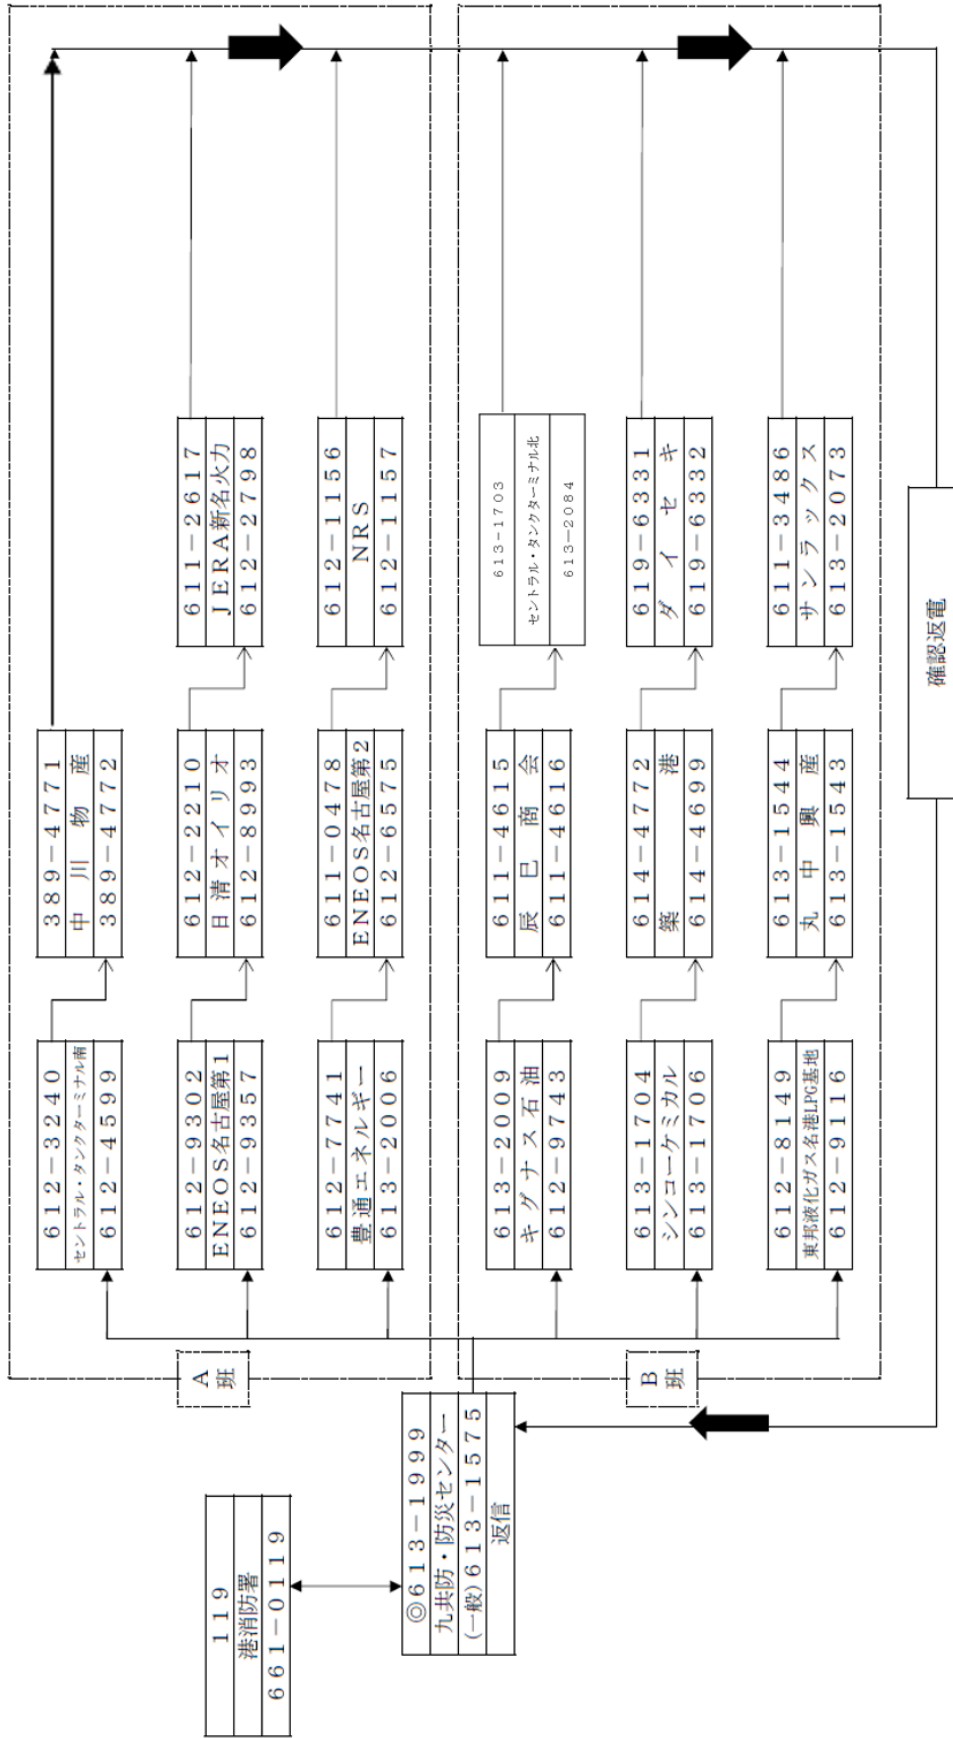 119
港消防署
661-0119
◎613-1999
九共防・防災センター
(一般)613-1575
返信
A
班
612-3240
セントラル・タンクターミナル南
612-4599
389-4771
中川物産
389-4772
612-9302
ENEOS名古屋第1
612-9357
612-2210
日清オイリオ
612-8993
611-2617
JERA新名火力
612-2798
612-7741
豊通エネルギー
613-2006
611-0478
ENEOS名古屋第2
612-6575
612-1156
NRS
612-1157
B
班
613-2009
キグナス石油
612-9743
611-4615
辰巳商会
611-4616
613-1703
セントラル・タンクターミナル北
613-2084
613-1704
シンコーケミカル
613-1706
614-4772
築港
614-4699
619-6331
ダイセキ
619-6332
612-8149
東邦液化ガス名港LPG基地
612-9116
613-1544
丸中興産
613-1543
611-3486
サンラックス
613-2073
確認返電